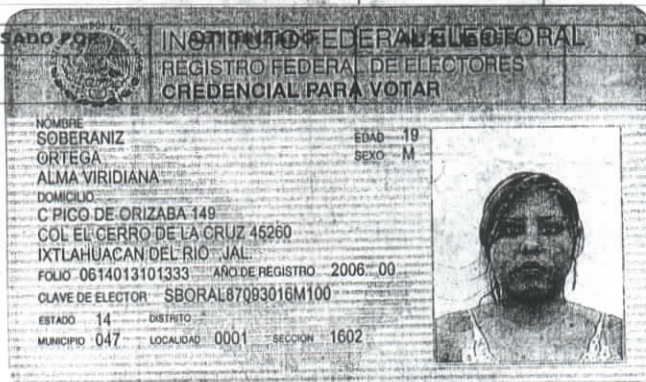 SADO POR
INSTITUTO FEDERAL ELECTORAL
REGISTRO FEDERAL DE ELECTORES
CREDENCIAL PARA VOTAR
NOMBRE
SOBERANIZ EDAD 19
ORTEGA SEXO M
ALMA VIRIDIANA
DOMICILIO
C PICO DE ORIZABA 149
COL EL CERRO DE LA CRUZ 45260
IXTLAHUACAN DEL RIO JAL.
FOLIO 0614013101333 AÑO DE REGISTRO 2006 00
CLAVE DE ELECTOR SBORAL87093016M100
ESTADO 14 DISTRITO
MUNICIPIO 047 LOCALIDAD 0001 SECCION 1602